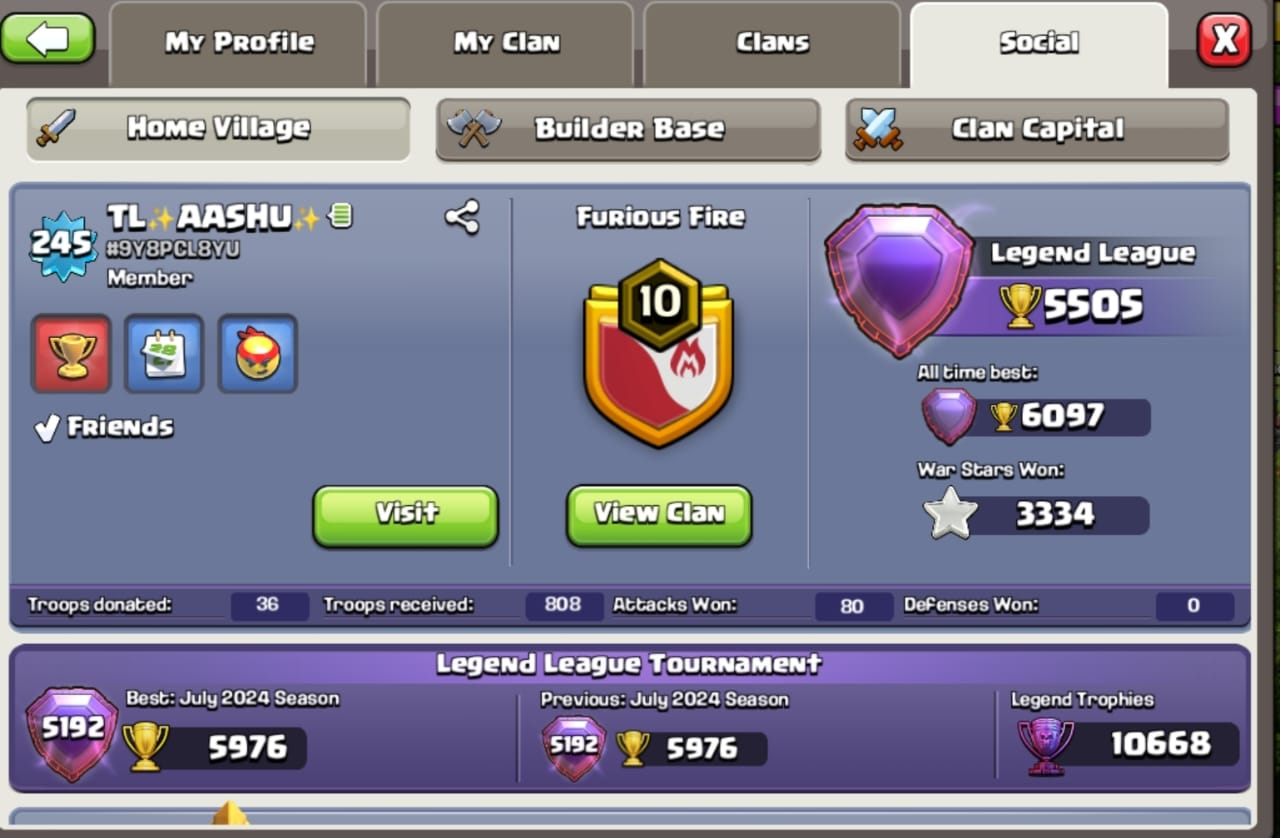 My Profile
My Clan
Clans
Social
X
Home Village
Builder Base
Clan Capital
245
TL✨AASHU✨
#9Y8PCL8YU
Member
28
Friends
Visit
Furious Fire
10
View Clan
Legend League
5505
All time best:
6097
War Stars Won:
3334
Troops donated: 36 Troops received: 808 Attacks Won: 80 Defenses Won: 0
Legend League Tournament
Best: July 2024 Season
5192
5976
Previous: July 2024 Season
5192
5976
Legend Trophies
10668